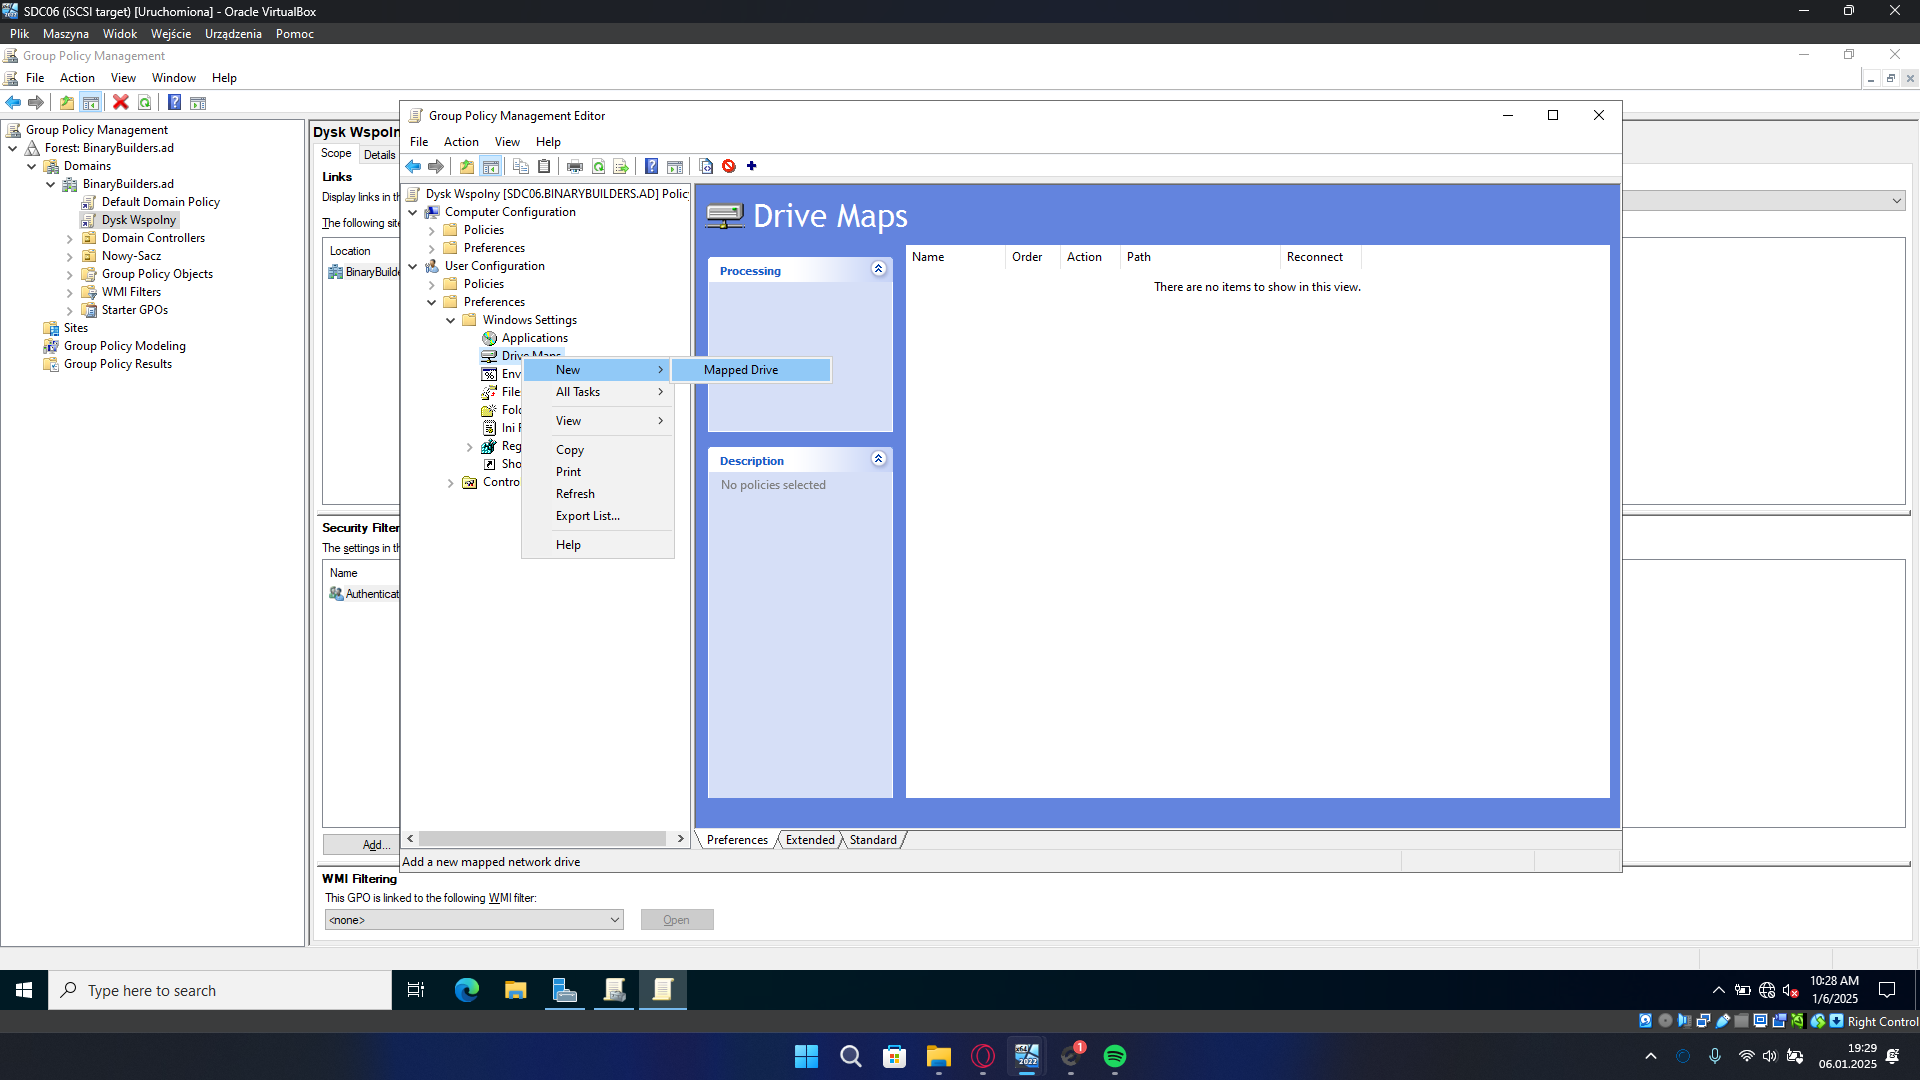 SDC06 (iSCSI target) [Uruchomiona] - Oracle VirtualBox
Plik Maszyna Widok Wejście Urządzenia Pomoc
Group Policy Management
File Action View Window Help
Group Policy Management
Forest: BinaryBuilders.ad
Domains
BinaryBuilders.ad
Default Domain Policy
Dysk Wspolny
Domain Controllers
Nowy-Sacz
Group Policy Objects
WMI Filters
Starter GPOs
Sites
Group Policy Modeling
Group Policy Results
Dysk Wspoln
Scope Details
Links
Display links in th
The following site
Location
BinaryBuilde
Security Filter
The settings in th
Name
Authenticat
Add...
WMI Filtering
This GPO is linked to the following WMI filter:
<none>
Open
Group Policy Management Editor
File Action View Help
Dysk Wspolny [SDC06.BINARYBUILDERS.AD] Polic
Computer Configuration
Policies
Preferences
User Configuration
Policies
Preferences
Windows Settings
Applications
Drive Maps
Env
File
Fold
Ini F
Reg
Sho
Contro
New
All Tasks
View
Copy
Print
Refresh
Export List...
Help
Mapped Drive
Drive Maps
Processing
Description
No policies selected
Name Order Action Path Reconnect
There are no items to show in this view.
Preferences Extended Standard
Add a new mapped network drive
Type here to search
10:28 AM
1/6/2025
Right Control
2022
1
19:29
06.01.2025